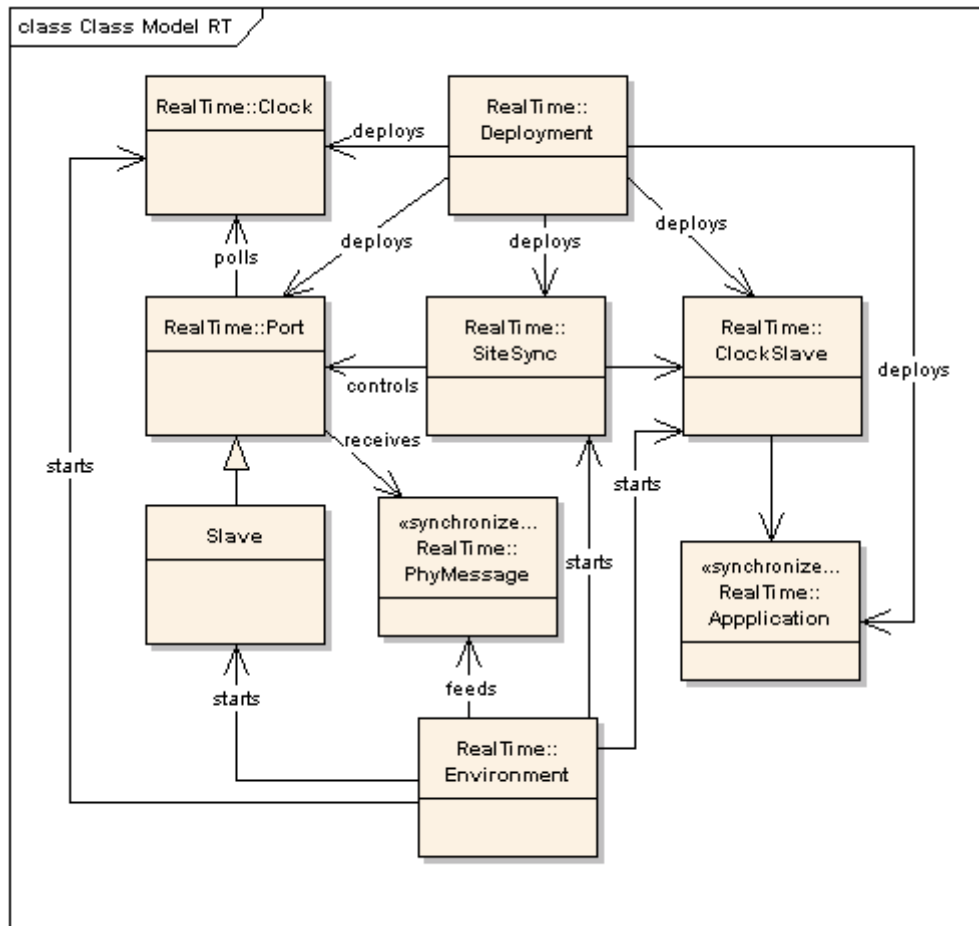 class Class Model RT
RealTime::Clock
RealTime::
Deployment
deploys
deploys
deploys
deploys
polls
RealTime::Port
RealTime::
SiteSync
RealTime::
ClockSlave
deploys
controls
receives
starts
starts
Slave
«synchronize...
RealTime::
PhyMessage
starts
«synchronize...
RealTime::
Appplication
starts
feeds
RealTime::
Environment